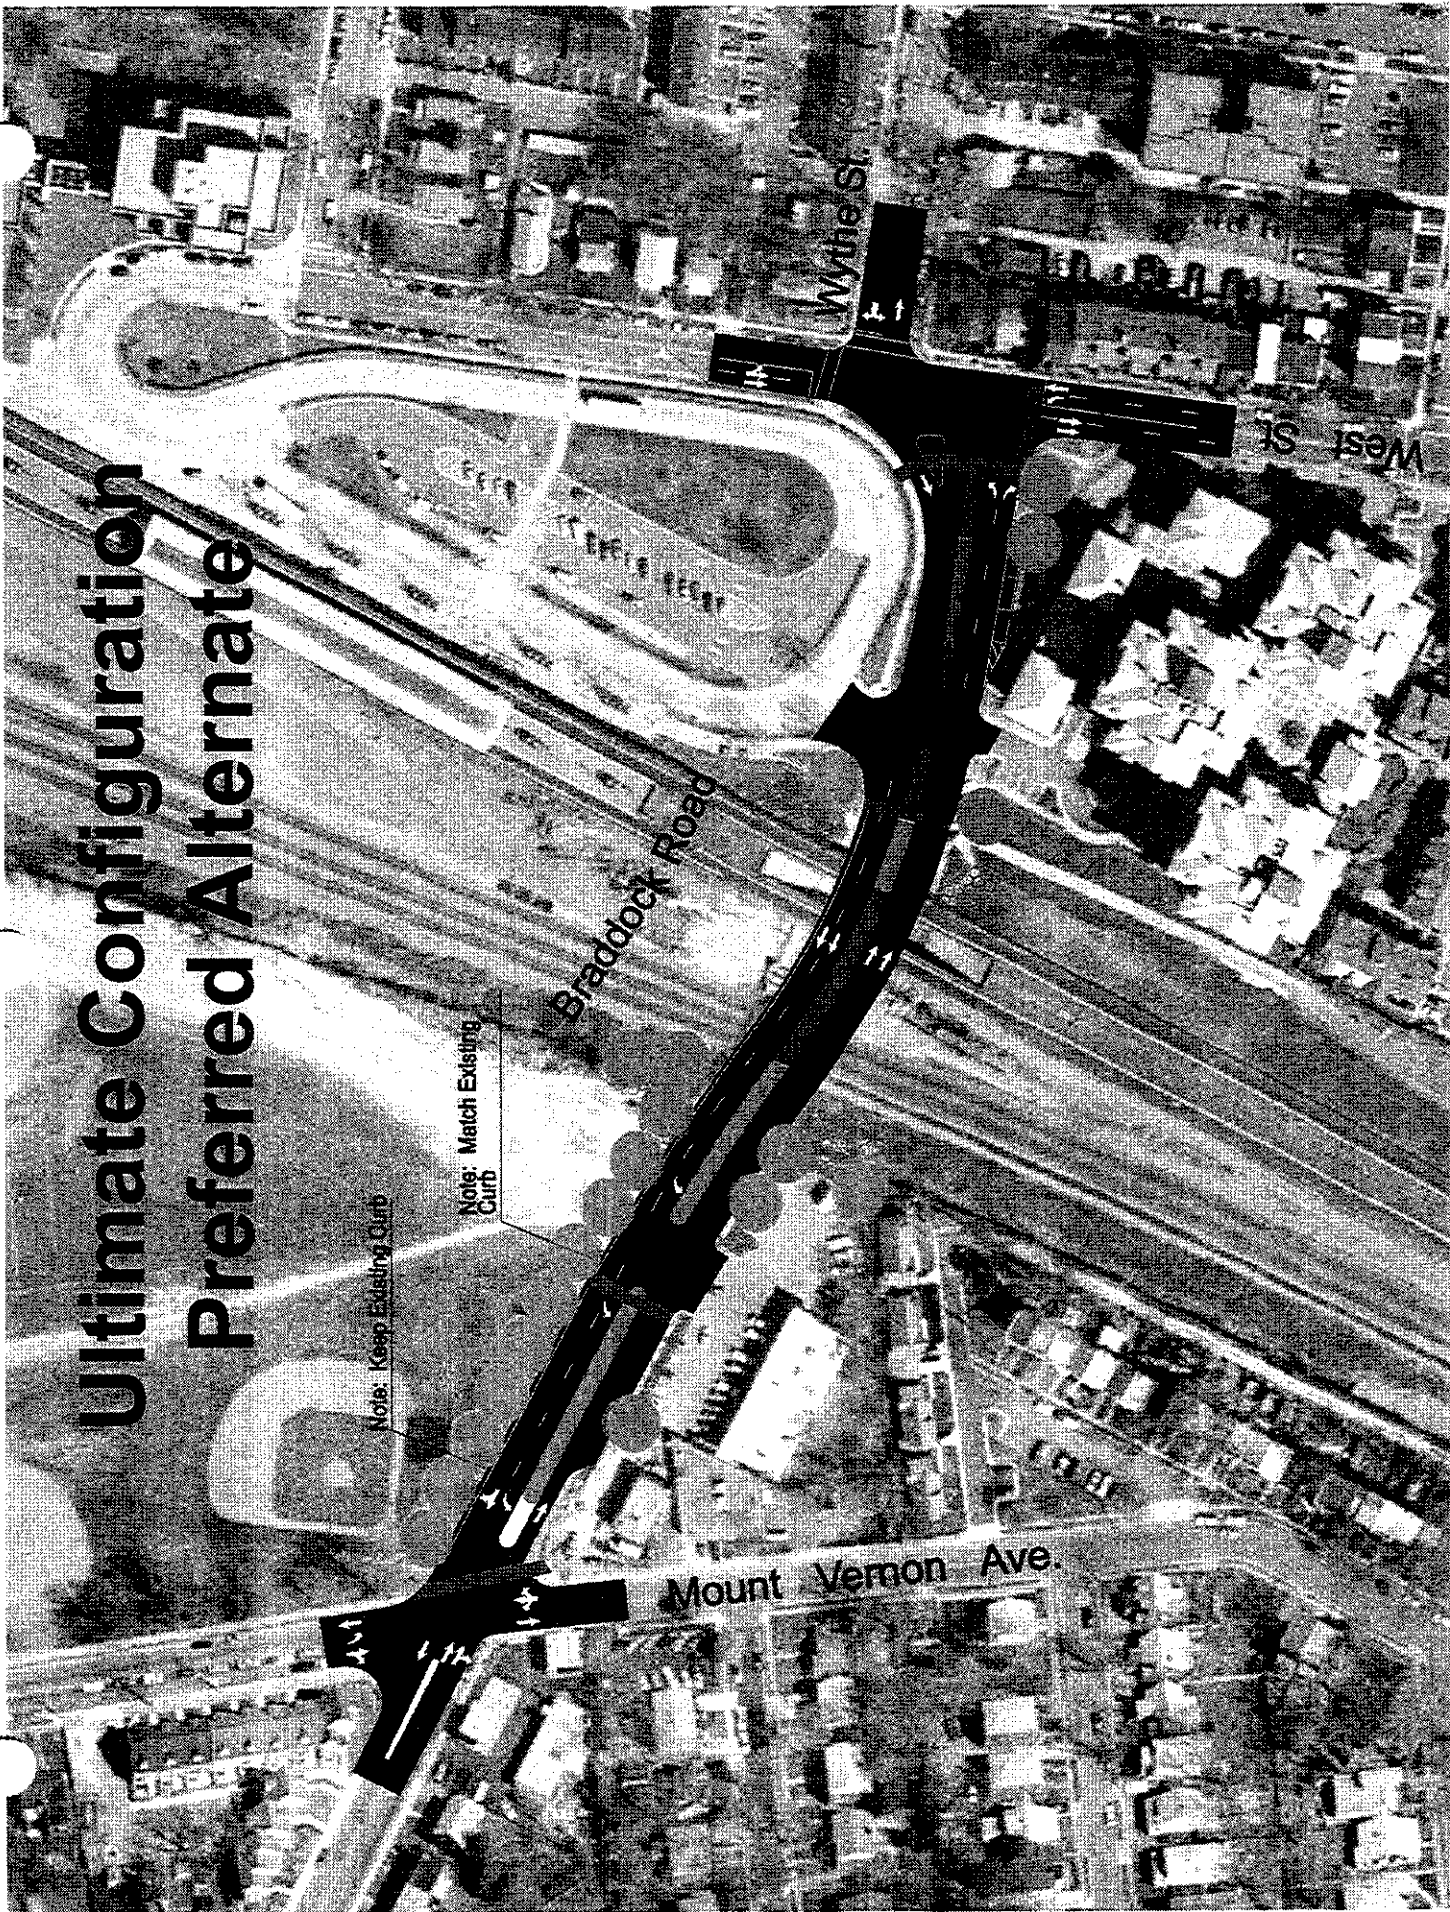 Ultimate Configuration
Preferred Alternate
Note: Keep Existing Curb
Note: Match Existing
Curb
Braddock Road
Wythe St.
West St.
Mount Vernon Ave.